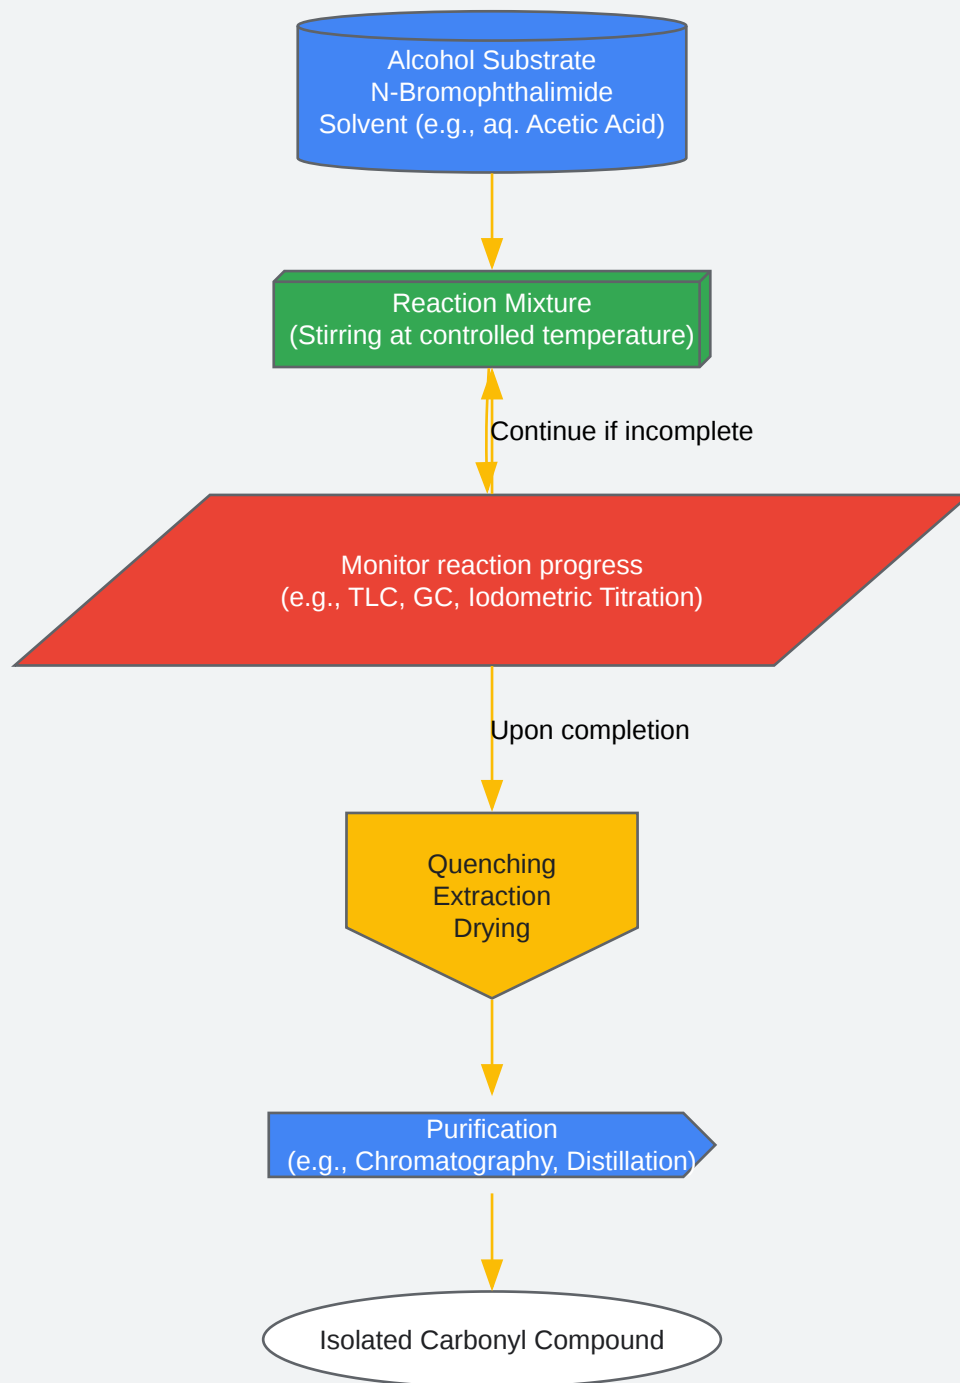 Alcohol Substrate
N-Bromophthalimide
Solvent (e.g., aq. Acetic Acid)
Reaction Mixture
(Stirring at controlled temperature)
Continue if incomplete
Monitor reaction progress
(e.g., TLC, GC, Iodometric Titration)
Upon completion
Quenching
Extraction
Drying
Purification
(e.g., Chromatography, Distillation)
Isolated Carbonyl Compound